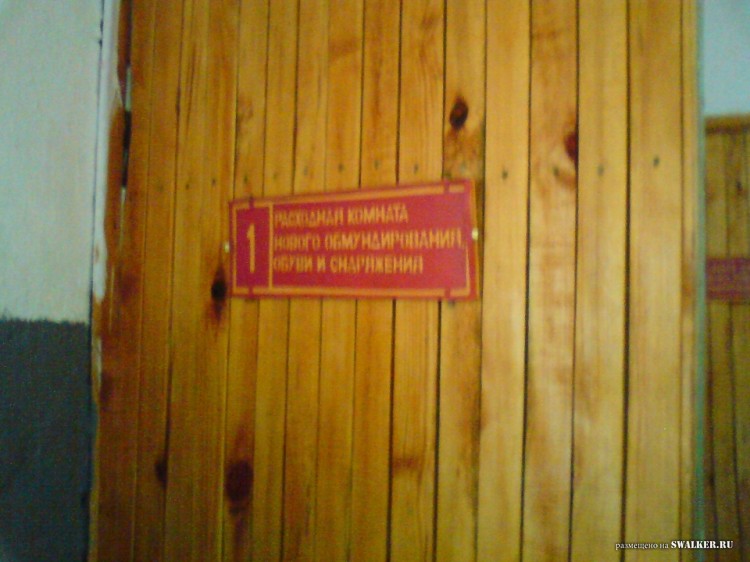 1
РАСХОДНАЯ КОМНАТА
НОВОГО ОБМУНДИРОВАНИЯ,
ОБУВИ И СНАРЯЖЕНИЯ
размещено на SWALKER.RU